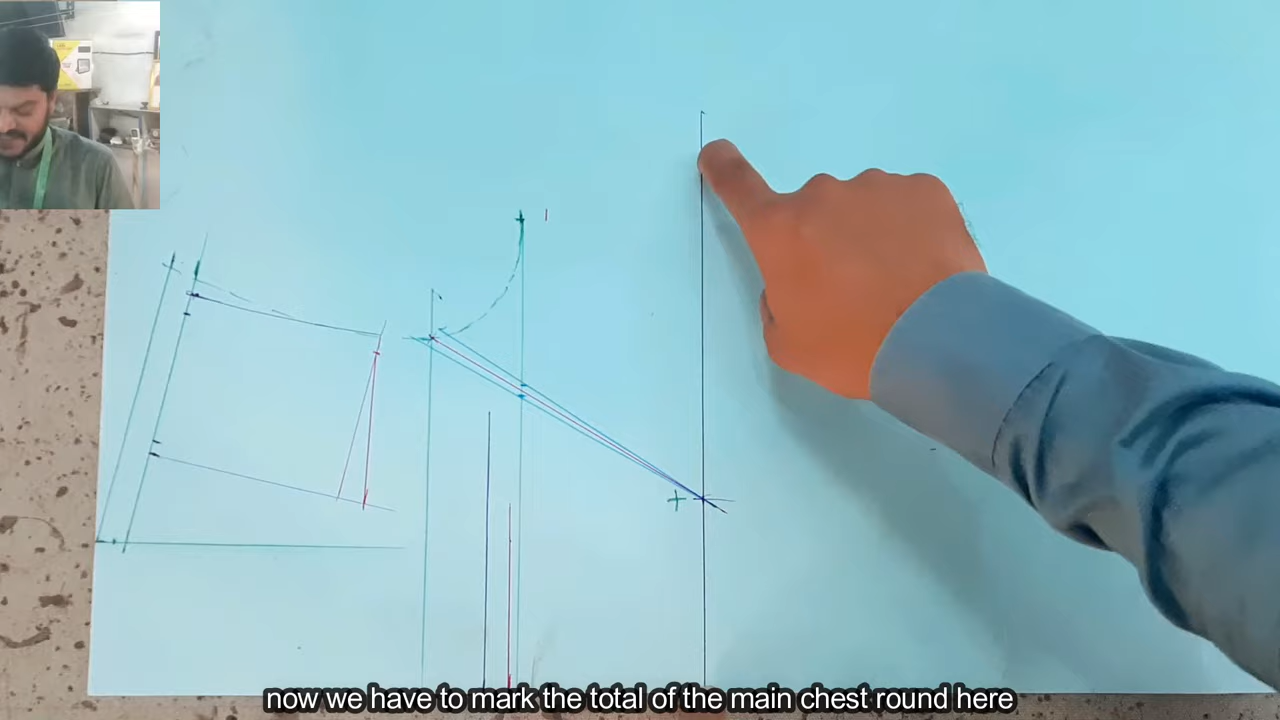 now we have to mark the total of the main chest round here